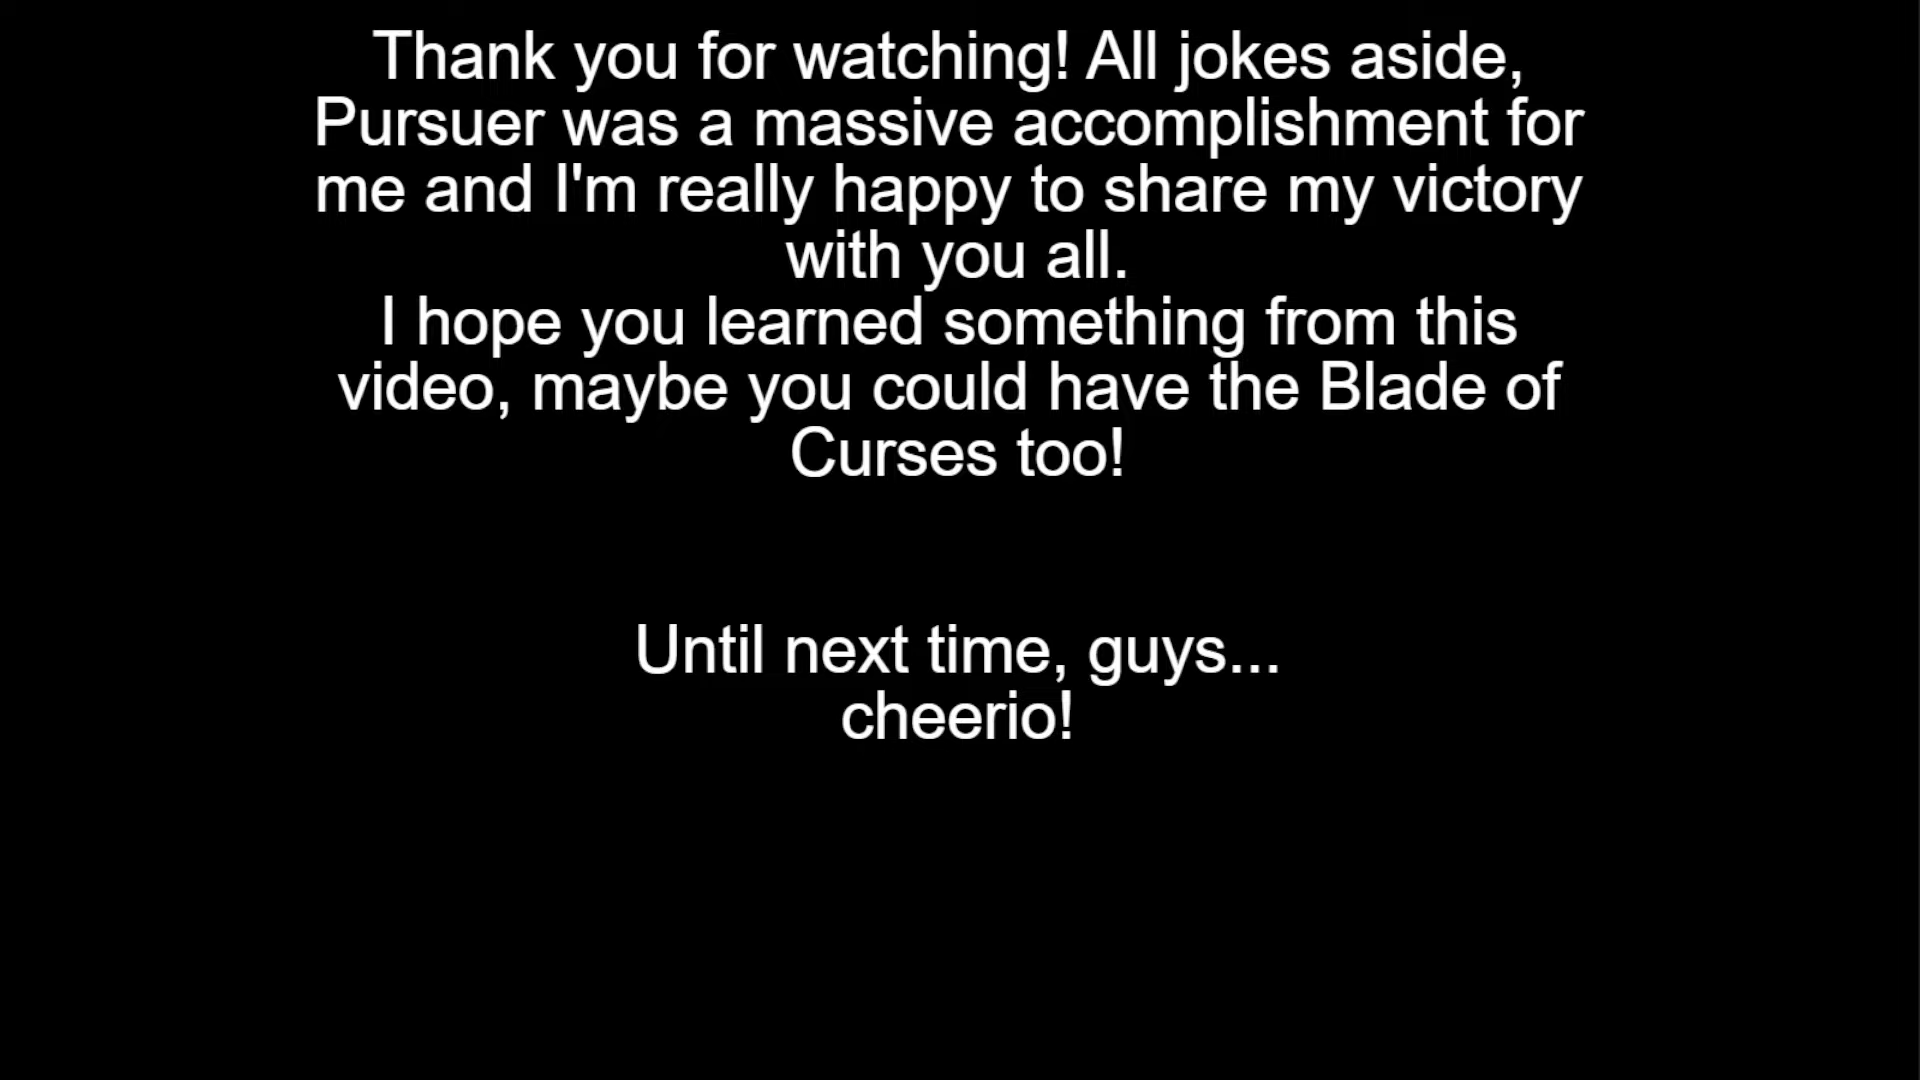 Thank you for watching! All jokes aside,
Pursuer was a massive accomplishment for
me and I'm really happy to share my victory
with you all.
I hope you learned something from this
video, maybe you could have the Blade of
Curses too!
Until next time, guys...
cheerio!